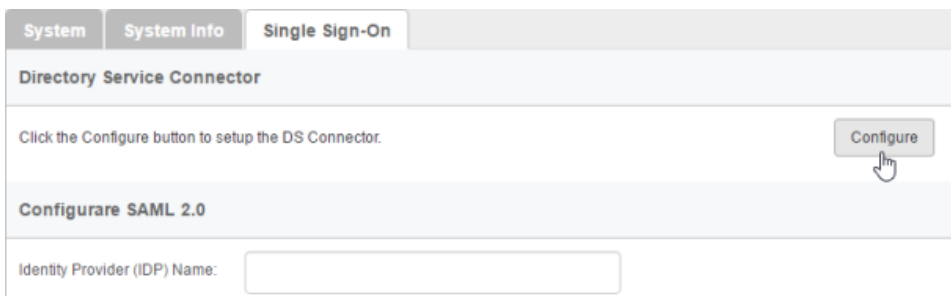 System System Info Single Sign-On
Directory Service Connector
Click the Configure button to setup the DS Connector. Configure
Configurare SAML 2.0
Identity Provider (IDP) Name: